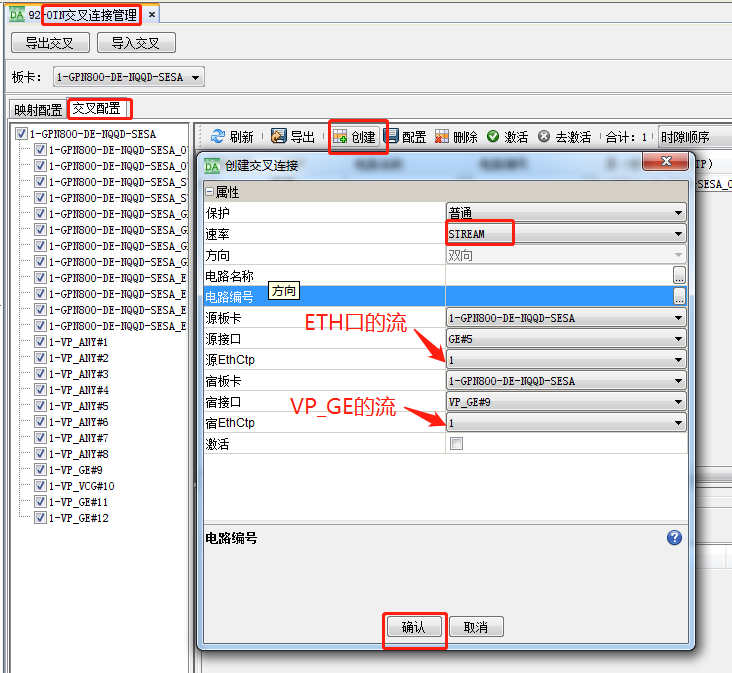 DA 92-OTN交叉连接管理 ×
导出交叉 导入交叉
板卡: 1-GPN800-DE-NQQD-SESA
映射配置 交叉配置
刷新 导出 创建 配置 删除 激活 去激活 合计: 1 时隙顺序
1-GPN800-DE-NQQD-SESA
1-GPN800-DE-NQQD-SESA_O
1-GPN800-DE-NQQD-SESA_O
1-GPN800-DE-NQQD-SESA_S
1-GPN800-DE-NQQD-SESA_S
1-GPN800-DE-NQQD-SESA_G
1-GPN800-DE-NQQD-SESA_G
1-GPN800-DE-NQQD-SESA_G
1-GPN800-DE-NQQD-SESA_G
1-GPN800-DE-NQQD-SESA_E
1-GPN800-DE-NQQD-SESA_E
1-GPN800-DE-NQQD-SESA_E
1-GPN800-DE-NQQD-SESA_E
1-VP_ANY#1
1-VP_ANY#2
1-VP_ANY#3
1-VP_ANY#4
1-VP_ANY#5
1-VP_ANY#6
1-VP_ANY#7
1-VP_ANY#8
1-VP_GE#9
1-VP_VCG#10
1-VP_GE#11
1-VP_GE#12
TP)
-SESA_O
DA 创建交叉连接
属性
保护 普通
速率 STREAM
方向 双向
电路名称 ...
电路编号 ...
方向
源板卡 1-GPN800-DE-NQQD-SESA
ETH口的流
源接口 GE#5
源EthCtp 1
宿板卡 1-GPN800-DE-NQQD-SESA
VP_GE的流
宿接口 VP_GE#9
宿EthCtp 1
激活
电路编号
确认 取消